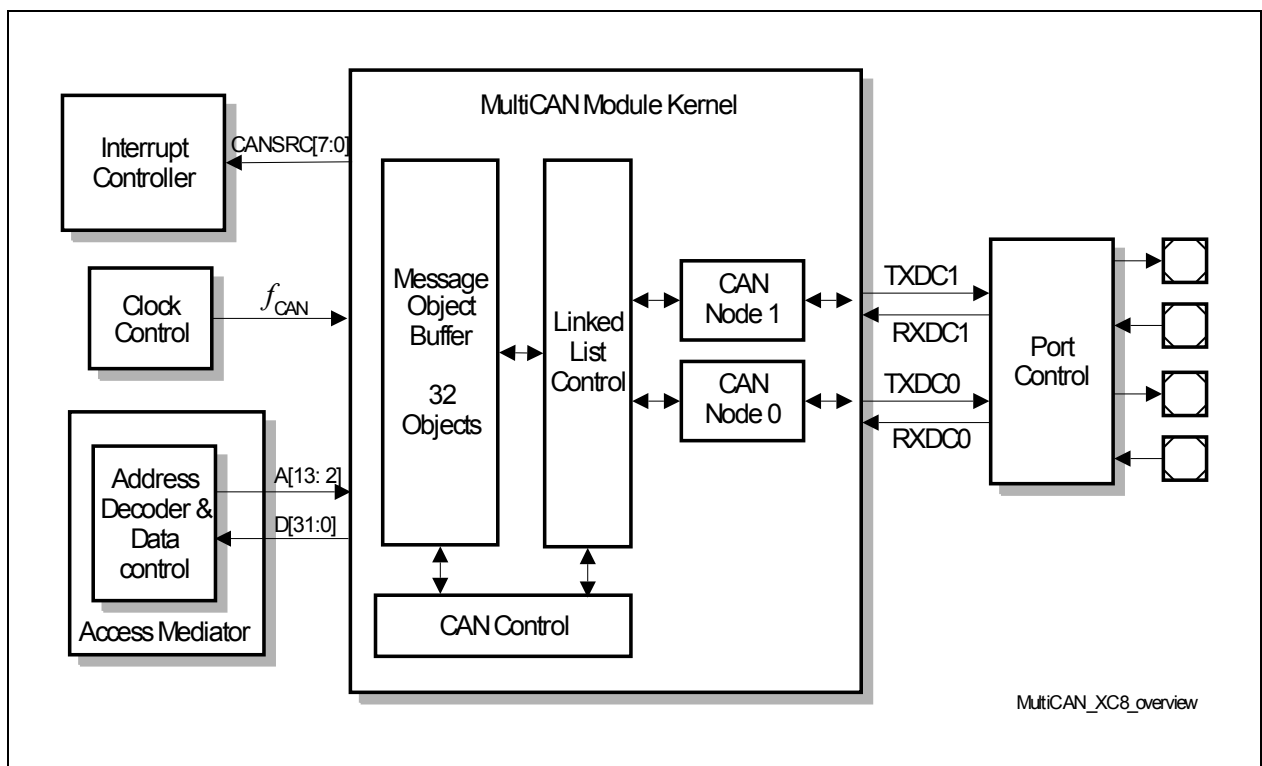 MultiCAN Module Kernel
Interrupt
Controller
CANSRC[7:0]
Clock
Control
fCAN
Address
Decoder &
Data
control
A[13: 2]
D[31:0]
Access Mediator
Message
Object
Buffer
32
Objects
Linked
List
Control
CAN
Node 1
CAN
Node 0
CAN Control
TXDC1
RXDC1
TXDC0
RXDC0
Port
Control
MultiCAN_XC8_overview